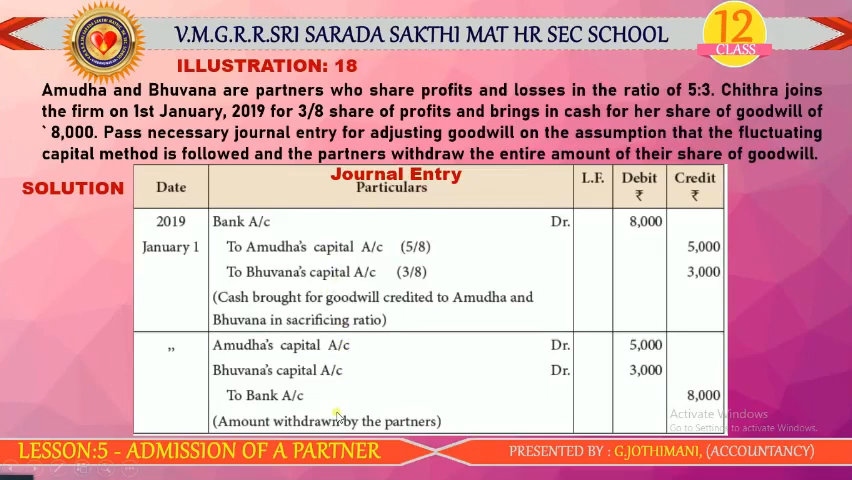 V.M.G.R.R.SRI SARADA SAKTHI MAT HR SEC SCHOOL
12
CLASS
ILLUSTRATION: 18
Amudha and Bhuvana are partners who share profits and losses in the ratio of 5:3. Chithra joins
the firm on 1st January, 2019 for 3/8 share of profits and brings in cash for her share of goodwill of
` 8,000. Pass necessary journal entry for adjusting goodwill on the assumption that the fluctuating
capital method is followed and the partners withdraw the entire amount of their share of goodwill.
SOLUTION
Journal Entry
Date Particulars L.F. Debit ₹ Credit ₹
2019 Bank A/c Dr. 8,000
January 1 To Amudha's capital A/c (5/8) 5,000
To Bhuvana's capital A/c (3/8) 3,000
(Cash brought for goodwill credited to Amudha and
Bhuvana in sacrificing ratio)
,, Amudha's capital A/c Dr. 5,000
Bhuvana's capital A/c Dr. 3,000
To Bank A/c 8,000
(Amount withdrawn by the partners)
Activate Windows
Go to Settings to activate Windows.
LESSON:5 - ADMISSION OF A PARTNER
PRESENTED BY : G.JOTHIMANI, (ACCOUNTANCY)